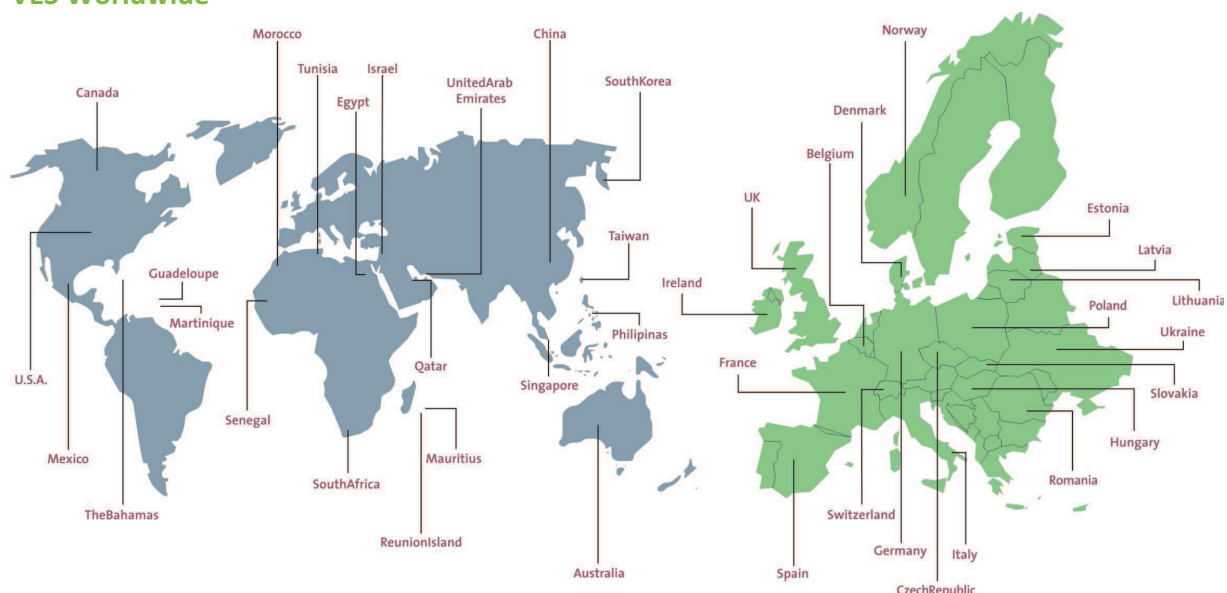 VES Worldwide
Morocco
China
Norway
Tunisia
Israel
UnitedArab
Emirates
SouthKorea
Canada
Egypt
Denmark
Belgium
UK
Estonia
Taiwan
Latvia
Guadeloupe
Ireland
Lithuania
Martinique
Philipinas
Poland
Ukraine
Qatar
France
U.S.A.
Singapore
Slovakia
Senegal
Hungary
Mexico
Mauritius
SouthAfrica
Romania
TheBahamas
Switzerland
ReunionIsland
Germany
Italy
Australia
Spain
CzechRepublic